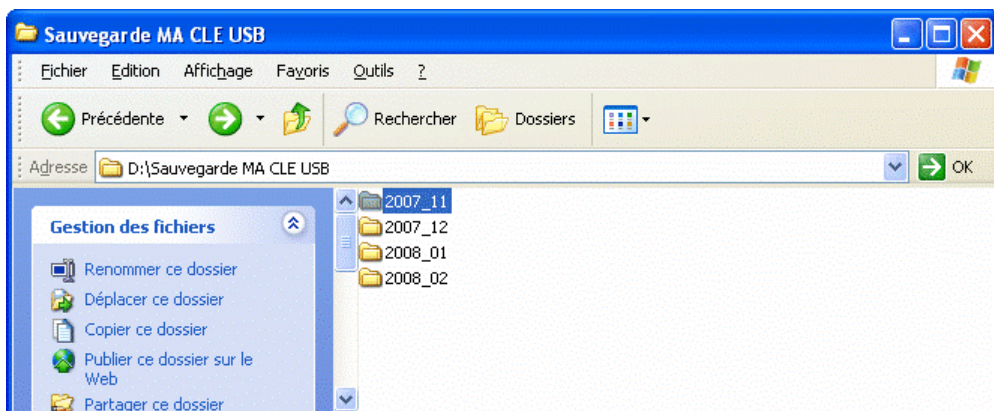 Sauvegarde MA CLE USB
Fichier Edition Affichage Favoris Outils ?
Précédente Rechercher Dossiers
Adresse D:\Sauvegarde MA CLE USB OK
Gestion des fichiers
Renommer ce dossier
Déplacer ce dossier
Copier ce dossier
Publier ce dossier sur le
Web
Partager ce dossier
2007_11
2007_12
2008_01
2008_02